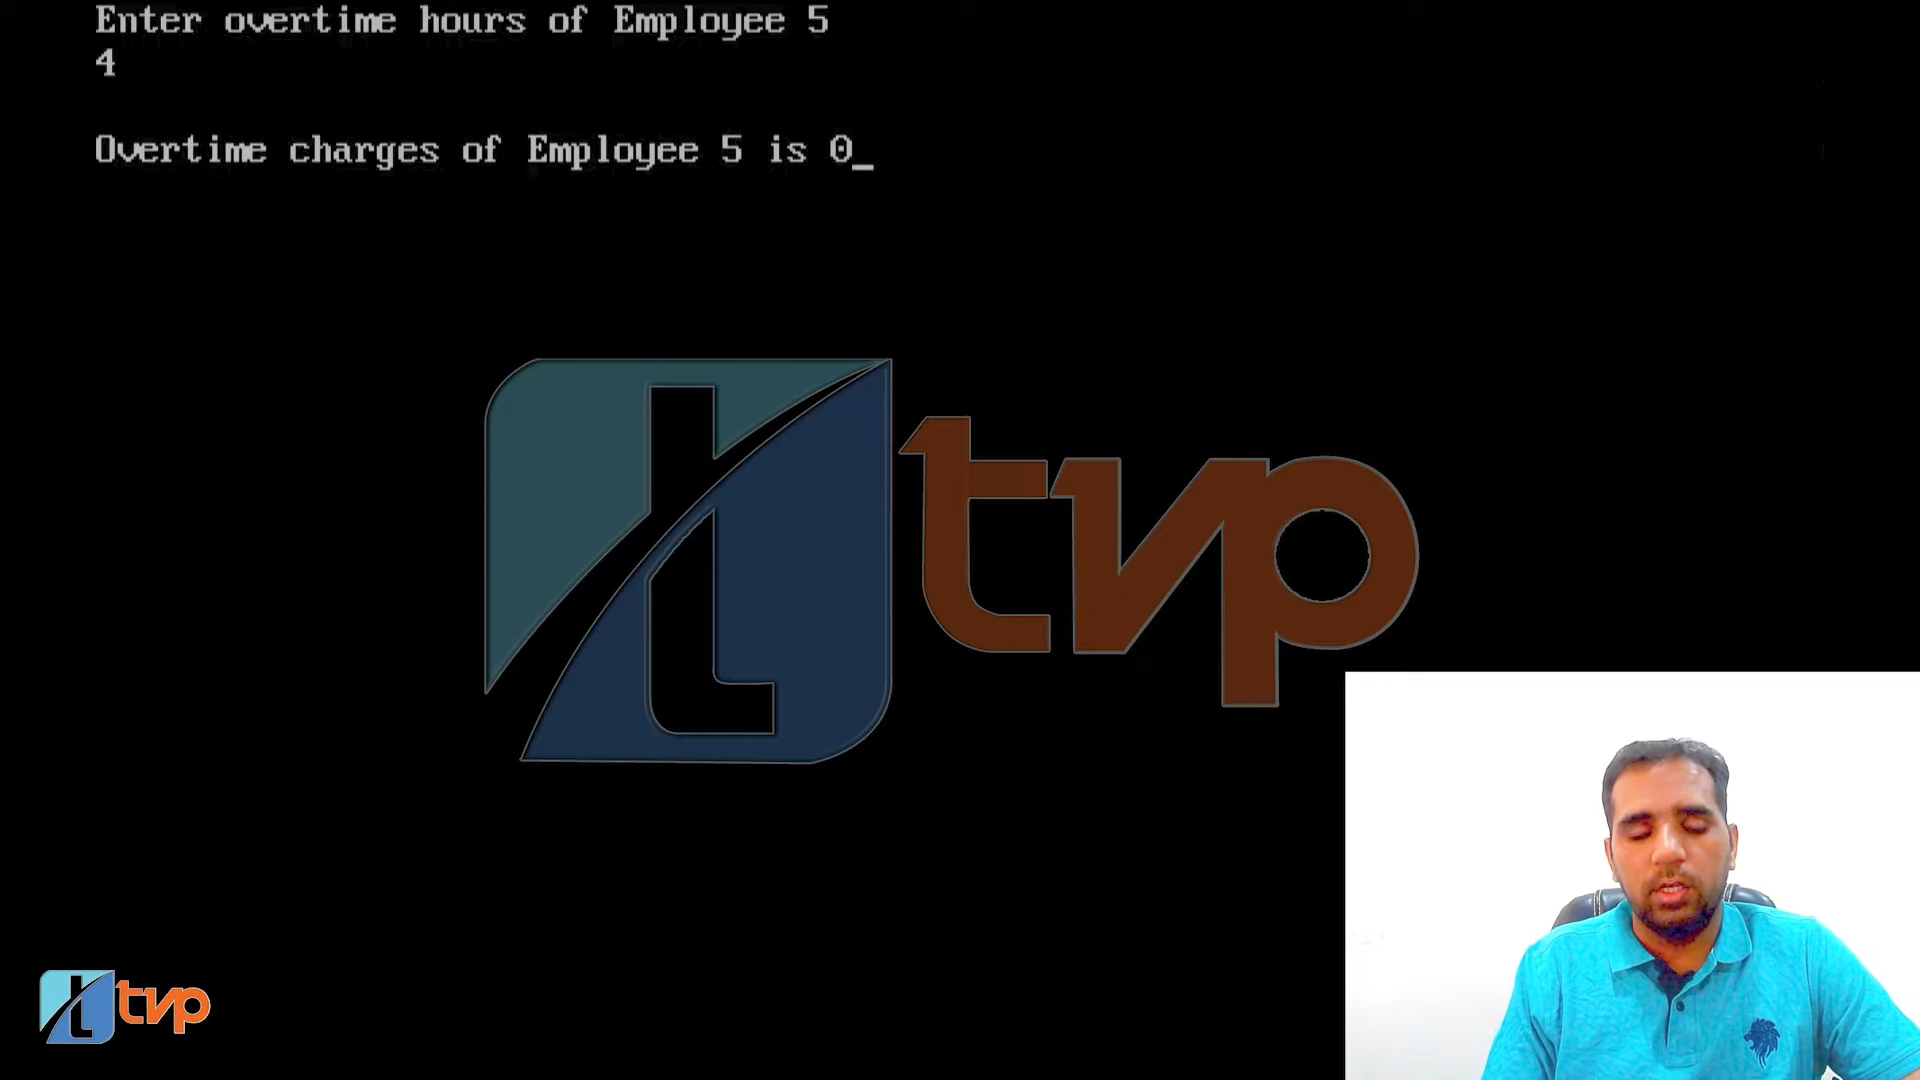 Enter overtime hours of Employee 5
4
Overtime charges of Employee 5 is 0_
tvp
tvp